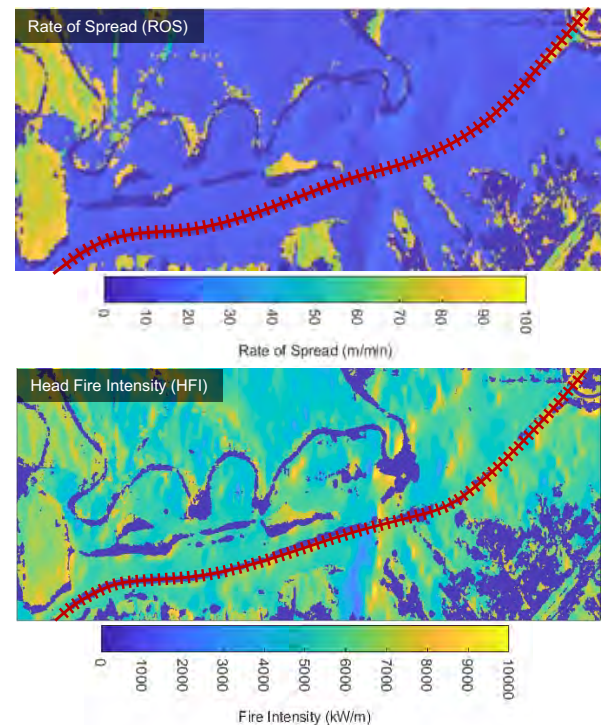 Rate of Spread (ROS)
0 10 20 30 40 50 60 70 80 90 100
Rate of Spread (m/min)
Head Fire Intensity (HFI)
0 1000 2000 3000 4000 5000 6000 7000 8000 9000 10000
Fire Intensity (kW/m)